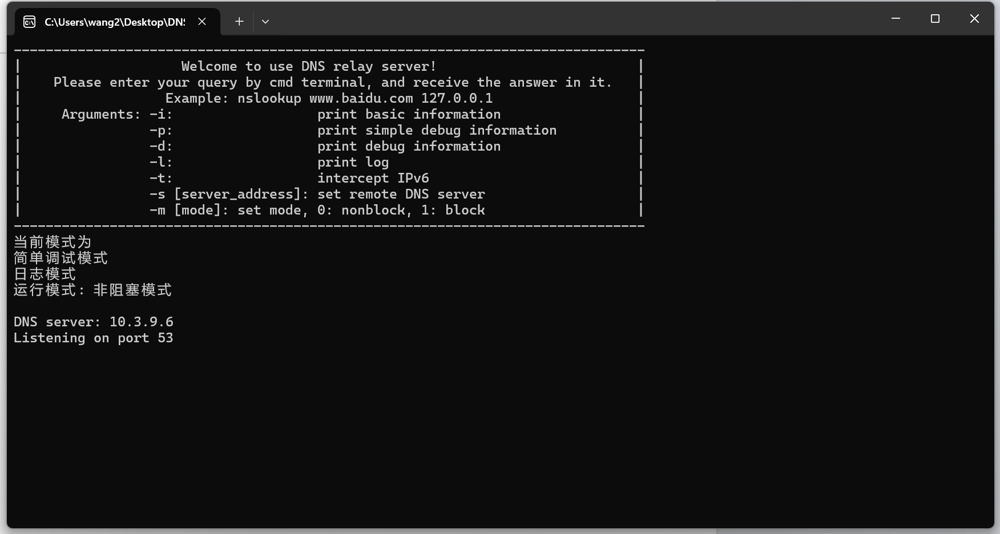 C:\Users\wang2\Desktop\DNS
--------------------------------------------------------------------------------
| Welcome to use DNS relay server! |
| Please enter your query by cmd terminal, and receive the answer in it. |
| Example: nslookup www.baidu.com 127.0.0.1 |
| Arguments: -i: print basic information |
| -p: print simple debug information |
| -d: print debug information |
| -l: print log |
| -t: intercept IPv6 |
| -s [server_address]: set remote DNS server |
| -m [mode]: set mode, 0: nonblock, 1: block |
--------------------------------------------------------------------------------
当前模式为
简单调试模式
日志模式
运行模式: 非阻塞模式
DNS server: 10.3.9.6
Listening on port 53